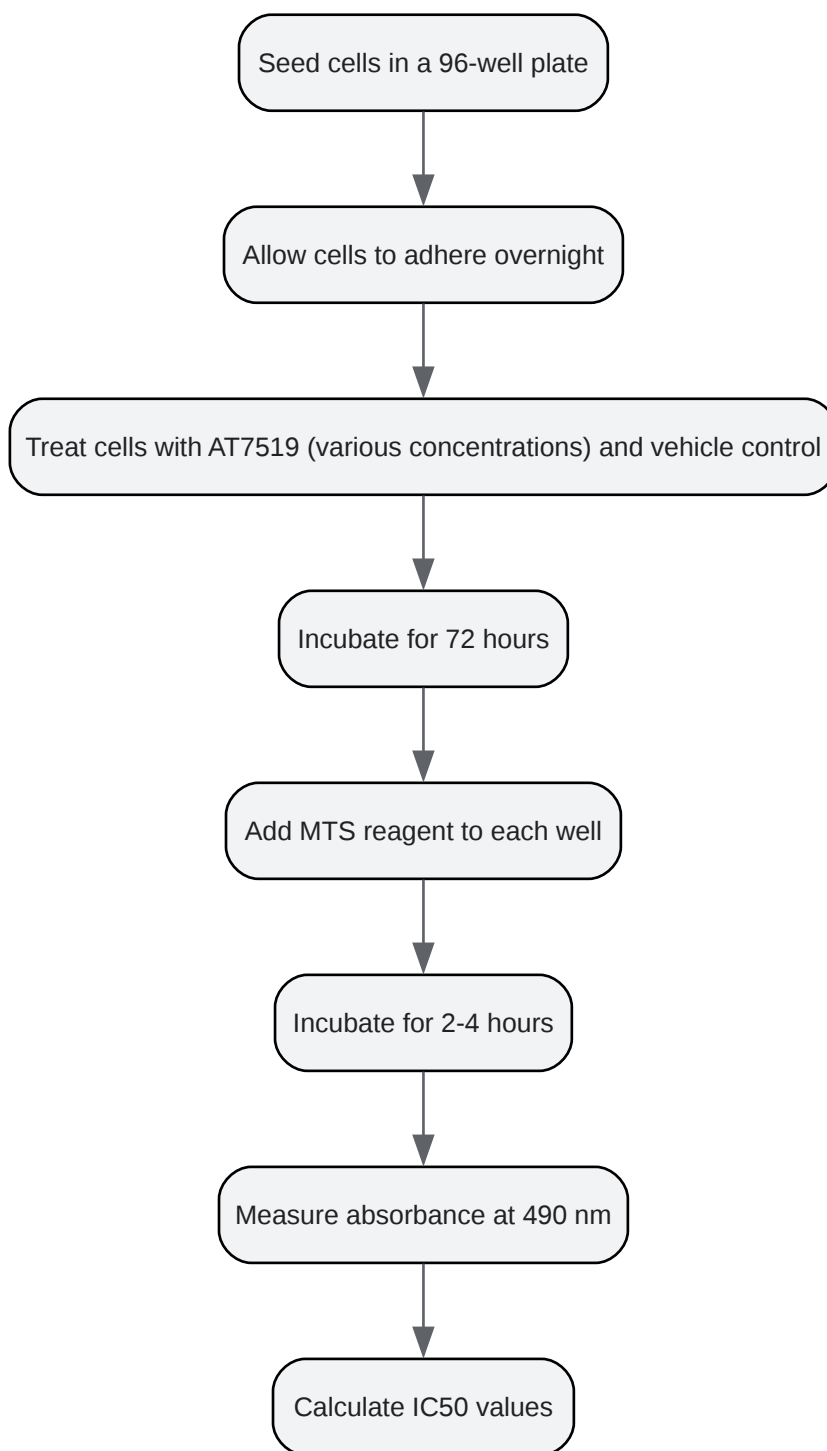 Seed cells in a 96-well plate
Allow cells to adhere overnight
Treat cells with AT7519 (various concentrations) and vehicle control
Incubate for 72 hours
Add MTS reagent to each well
Incubate for 2-4 hours
Measure absorbance at 490 nm
Calculate IC50 values